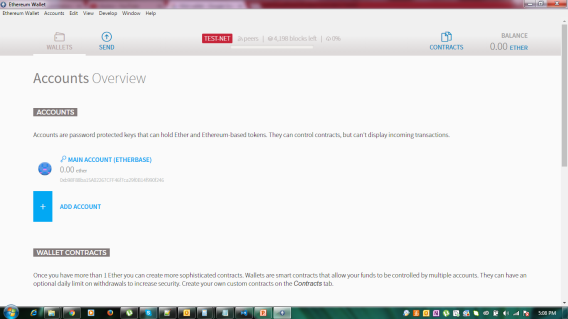 Ethereum Wallet
Ethereum Wallet Accounts Edit View Develop Window Help
WALLETS
SEND
TEST-NET
peers | blocks left | 0%
CONTRACTS
BALANCE
0.00 ETHER
Accounts Overview
ACCOUNTS
Accounts are password protected keys that can hold Ether and Ethereum-based tokens. They can control contracts, but can't display incoming transactions.
MAIN ACCOUNT (ETHERBASE)
0.00 ether
ADD ACCOUNT
WALLET CONTRACTS
Once you have more than 1 Ether you can create more sophisticated contracts. Wallets are smart contracts that allow your funds to be controlled by multiple accounts. They can have an
optional daily limit on withdrawals to increase security. Create your own custom contracts on the Contracts tab.
5:08 PM